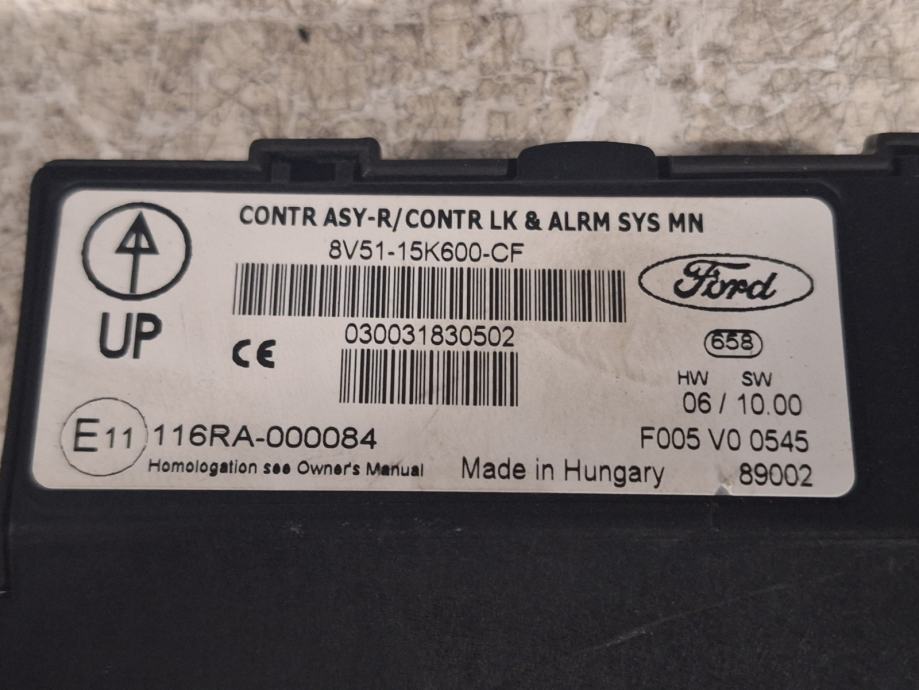 CONTR ASY-R/CONTR LK & ALRM SYS MN
8V51-15K600-CF
Ford
UP
CE
030031830502
658
HW SW
06 / 10.00
E11 116RA-000084
F005 V0 0545
Homologation see Owner's Manual
Made in Hungary
89002